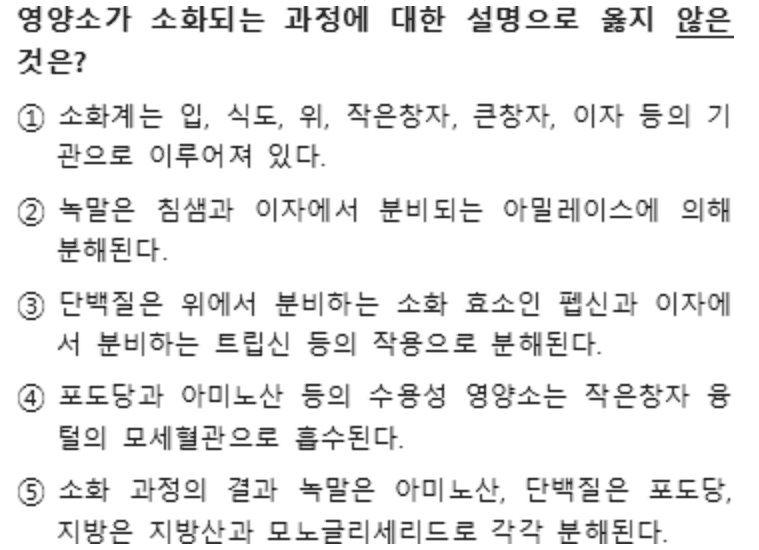 영양소가 소화되는 과정에 대한 설명으로 옳지 않은
것은?
① 소화계는 입, 식도, 위, 작은창자, 큰창자, 이자 등의 기
관으로 이루어져 있다.
② 녹말은 침샘과 이자에서 분비되는 아밀레이스에 의해
분해된다.
③ 단백질은 위에서 분비하는 소화 효소인 펩신과 이자에
서 분비하는 트립신 등의 작용으로 분해된다.
④ 포도당과 아미노산 등의 수용성 영양소는 작은창자 융
털의 모세혈관으로 흡수된다.
⑤ 소화 과정의 결과 녹말은 아미노산, 단백질은 포도당,
지방은 지방산과 모노글리세리드로 각각 분해된다.